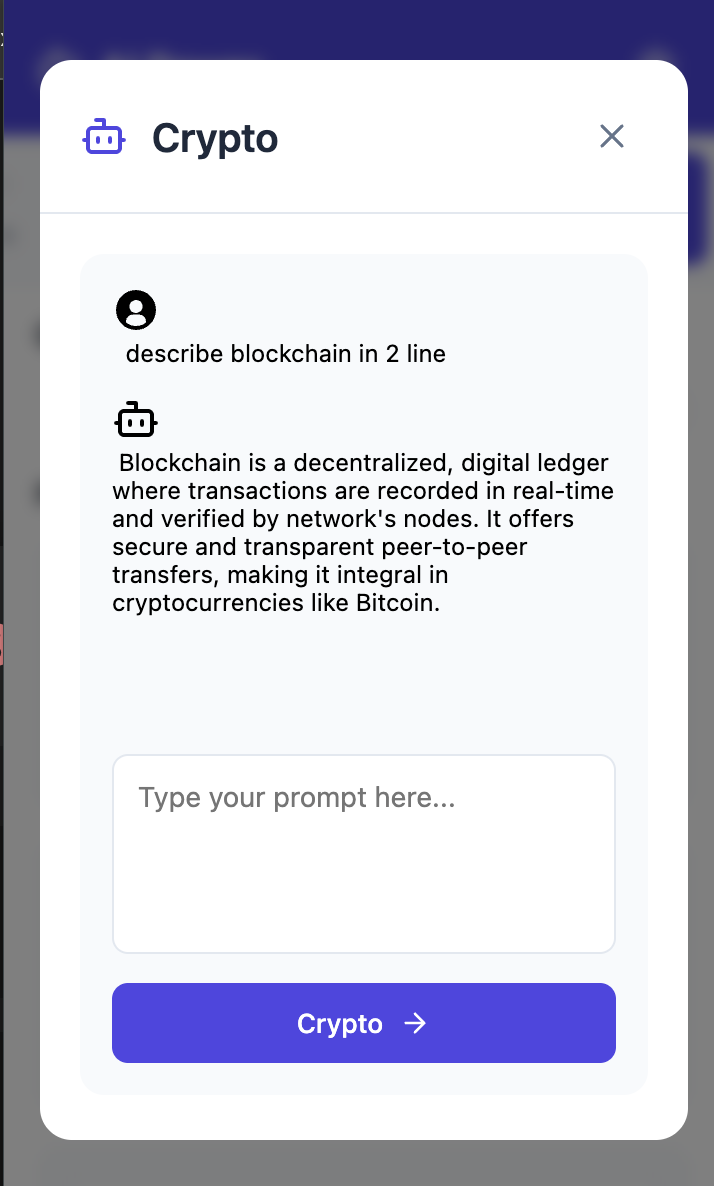 Crypto
describe blockchain in 2 line
Blockchain is a decentralized, digital ledger
where transactions are recorded in real-time
and verified by network's nodes. It offers
secure and transparent peer-to-peer
transfers, making it integral in
cryptocurrencies like Bitcoin.
Type your prompt here...
Crypto